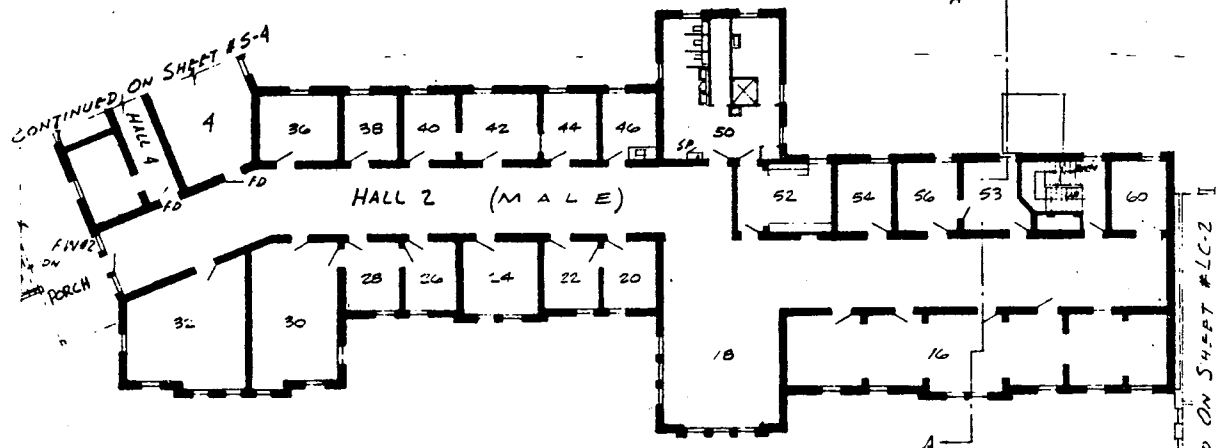 A
CONTINUED ON SHEET #S-4
HALL 4
4
36
38
40
42
44
46
50
SP
FD
FD
HALL 2 (MALE)
52
54
56
53
60
DN
PORCH
32
30
28
26
24
22
20
18
16
A
D ON SHEET #LC-2